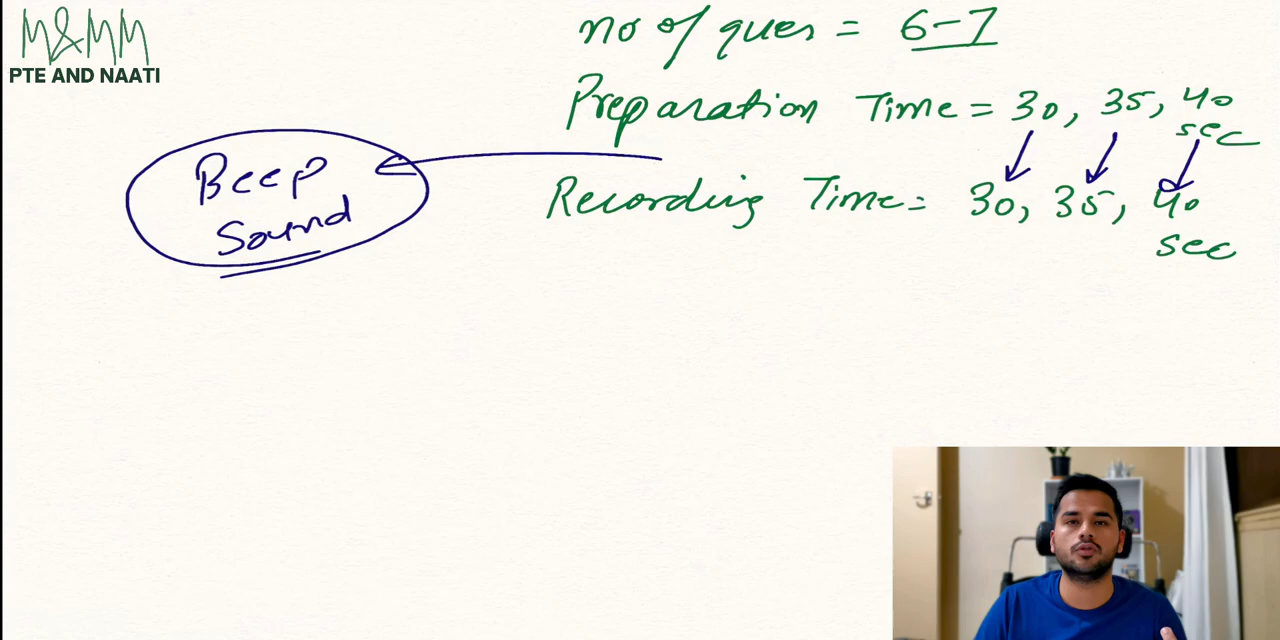 M&MM
PTE AND NAATI
no of ques = 6-7
Preparation Time = 30, 35, 40
sec
Recording Time = 30, 35, 40
sec
Beep
Sound